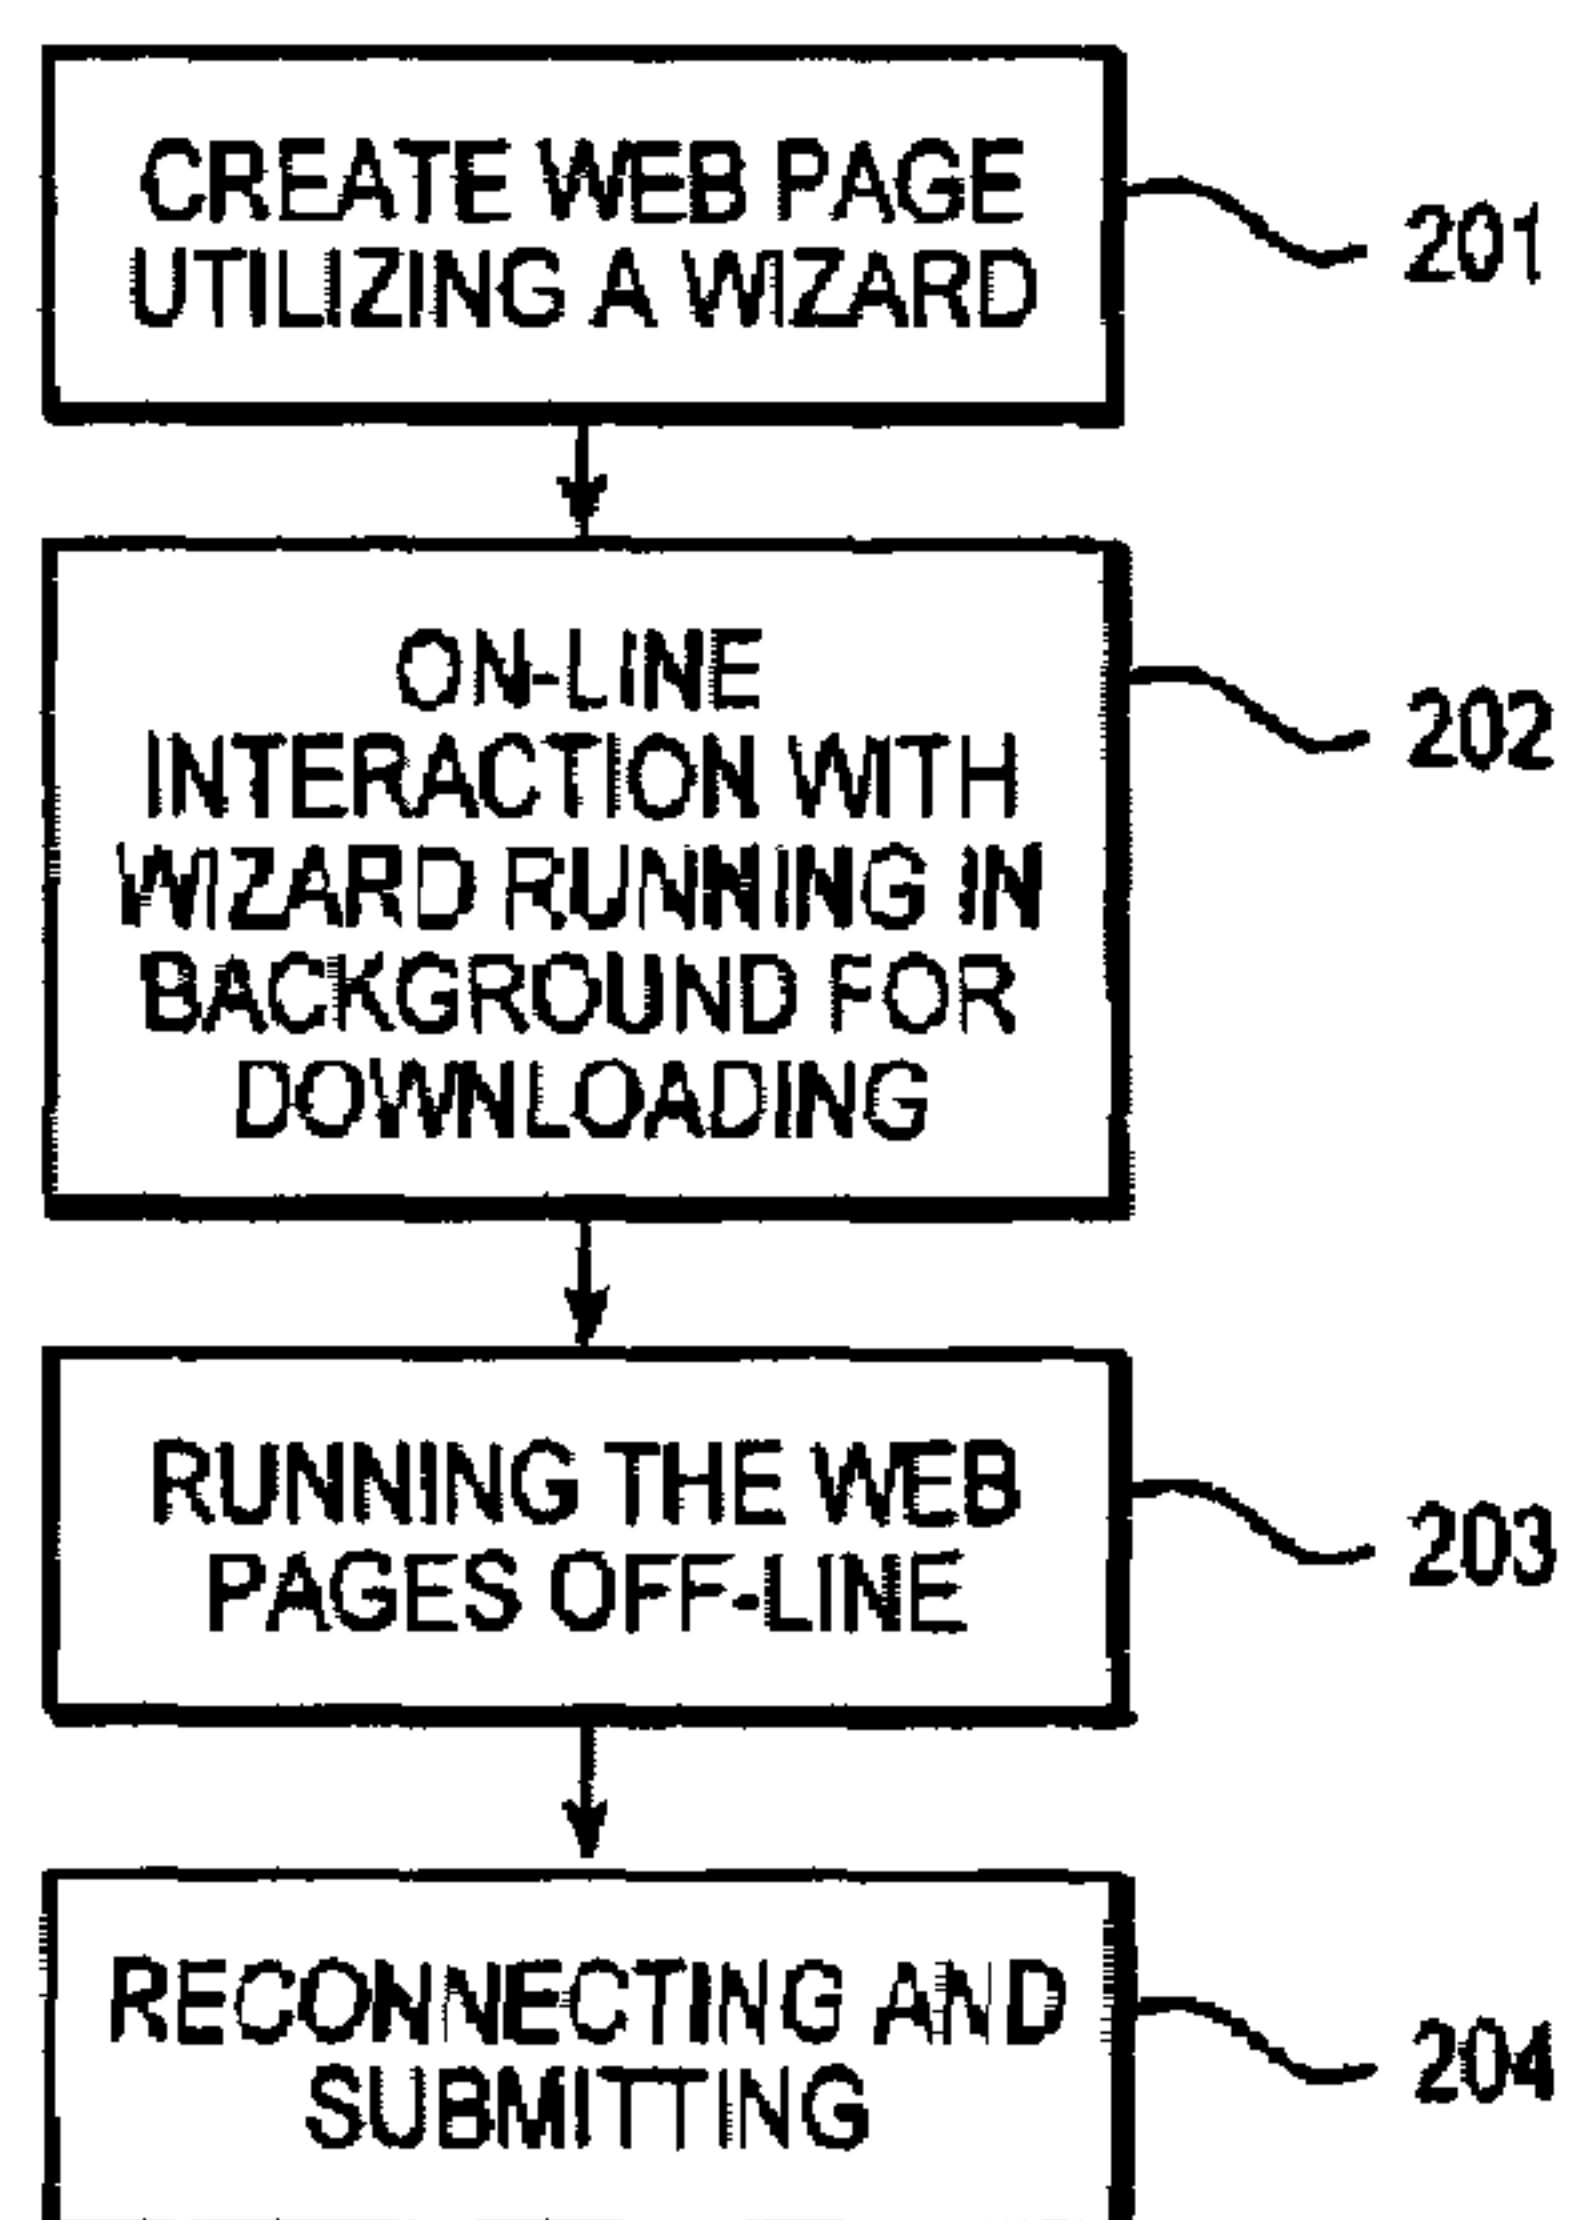 CREATE WEB PAGE
UTILIZING A WIZARD
201
ON-LINE
INTERACTION WITH
WIZARD RUNNING IN
BACKGROUND FOR
DOWNLOADING
202
RUNNING THE WEB
PAGES OFF-LINE
203
RECONNECTING AND
SUBMITTING
204